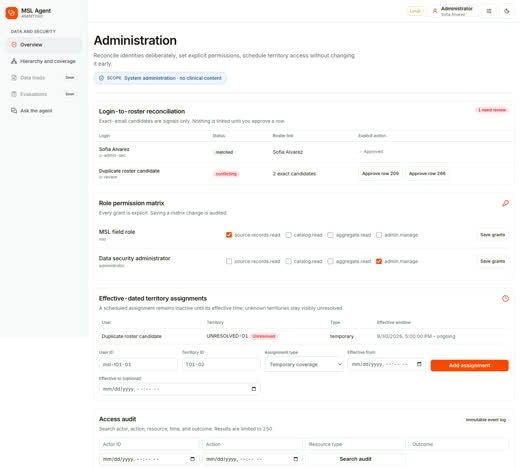 MSL Agent
Local
Administrator
Sofia Alvarez
DATA AND SECURITY
Overview
Hierarchy and coverage
Data loads Soon
Evaluations Soon
Ask the agent
Administration
Reconcile identities deliberately, set explicit permissions, schedule territory access without changing
it early.
SCOPE System administration · no clinical content
Login-to-roster reconciliation
1 need review
Exact-email candidates are signals only. Nothing is linked until you approve a row.
Login Status Roster link Explicit action
Sofia Alvarez matched Sofia Alvarez Approved
Duplicate roster candidate conflicting 2 exact candidates Approve row 209 Approve row 266
u-review
Role permission matrix
Every grant is explicit. Saving a matrix change is audited.
MSL field role source.records.read catalog.read aggregate.read admin.manage Save grants
msl
Data security administrator source.records.read catalog.read aggregate.read admin.manage Save grants
administrator
Effective-dated territory assignments
A scheduled assignment remains inactive until its effective time; unknown territories stay visibly unresolved.
User Territory Type Effective window
Duplicate roster candidate UNRESOLVED-01 Unresolved temporary 9/30/2026, 5:00:00 PM – ongoing
User ID Territory ID Assignment type Effective from
msl-t01-01 T01-02 Temporary coverage mm/dd/yyyy, --:-- -- Add assignment
Effective to (optional)
mm/dd/yyyy, --:-- --
Access audit
Immutable event log
Search actor, action, resource, time, and outcome. Results are limited to 250.
Actor ID Action Resource type Outcome
mm/dd/yyyy, --:-- -- mm/dd/yyyy, --:-- -- Search audit